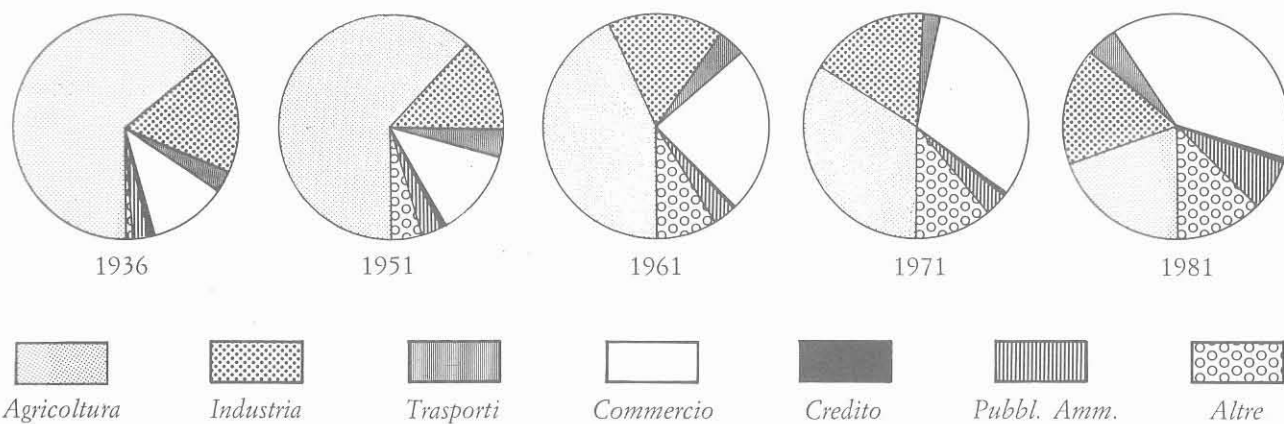 1936 1951 1961 1971 1981
Agricoltura Industria Trasporti Commercio Credito Pubbl. Amm. Altre